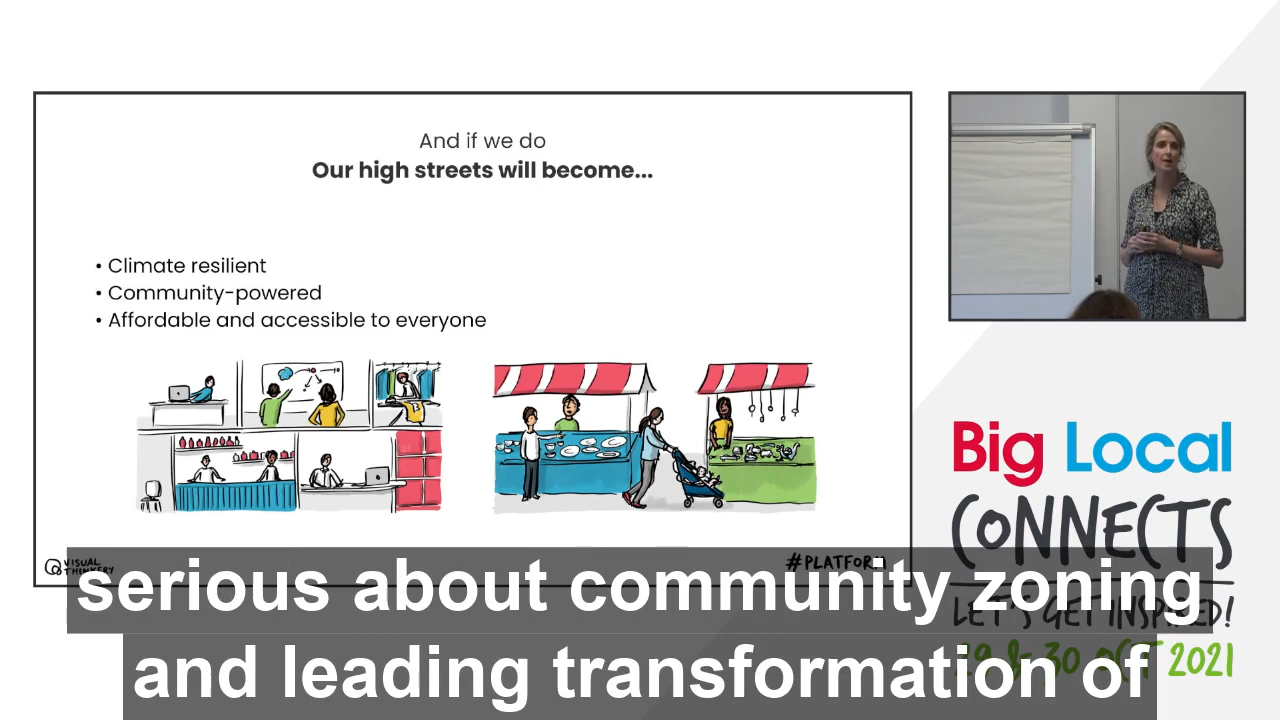 And if we do
Our high streets will become...
• Climate resilient
• Community-powered
• Affordable and accessible to everyone
VISUAL
THINKERY
#PLATFORM
Big Local
CONNECTS
LET'S GET INSPIRED!
29 & 30 OCT 2021
serious about community zoning
and leading transformation of